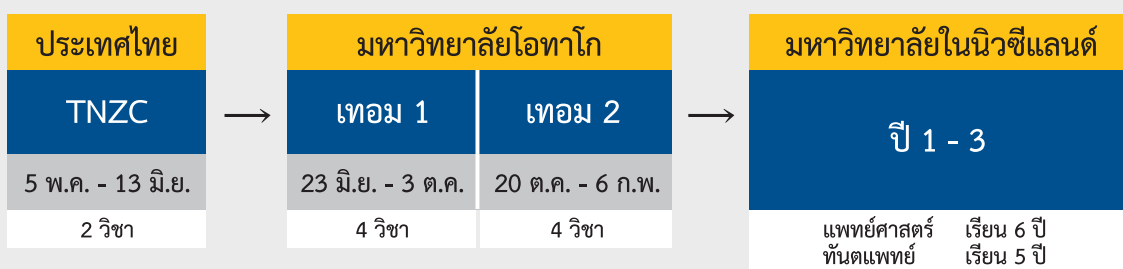 ประเทศไทย
TNZC
5 พ.ค. - 13 มิ.ย.
2 วิชา
→
มหาวิทยาลัยโอทาโก
เทอม 1
23 มิ.ย. - 3 ต.ค.
4 วิชา
เทอม 2
20 ต.ค. - 6 ก.พ.
4 วิชา
→
มหาวิทยาลัยในนิวซีแลนด์
ปี 1 - 3
แพทย์ศาสตร์ เรียน 6 ปี
ทันตแพทย์ เรียน 5 ปี